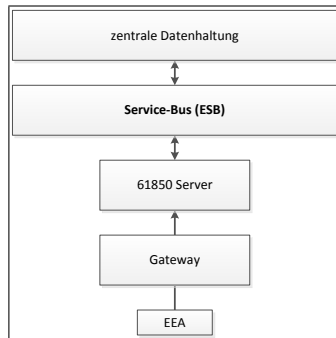 zentrale Datenhaltung
Service-Bus (ESB)
61850 Server
Gateway
EEA